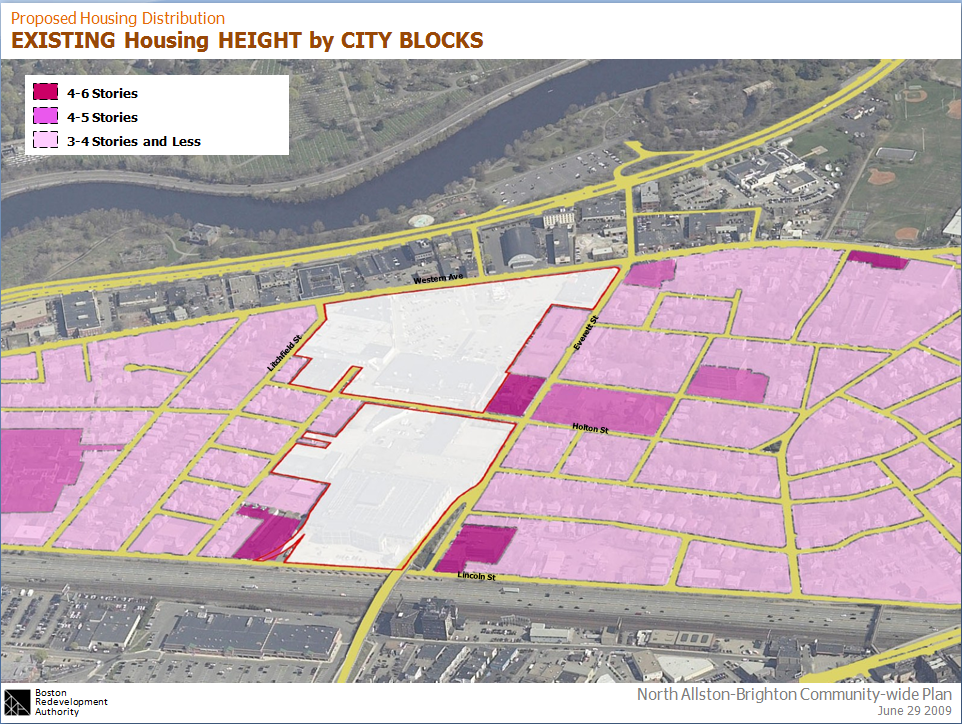 Proposed Housing Distribution
EXISTING Housing HEIGHT by CITY BLOCKS
4-6 Stories
4-5 Stories
3-4 Stories and Less
Western Ave
Litchfield St
Everett St
Holton St
Lincoln St
Boston
Redevelopment
Authority
North Allston-Brighton Community-wide Plan
June 29 2009